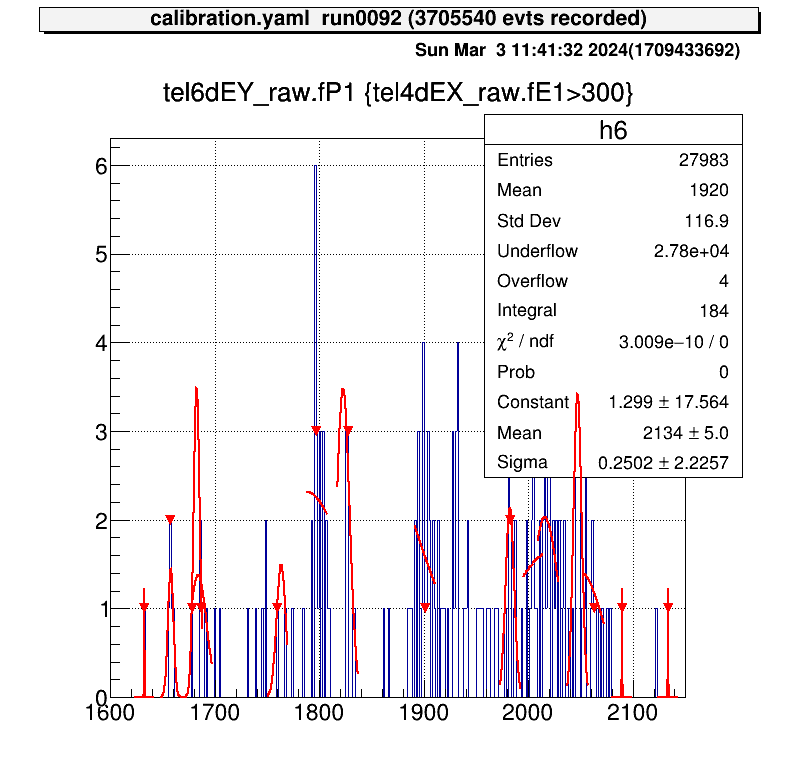 calibration.yaml run0092 (3705540 evts recorded)
Sun Mar 3 11:41:32 2024(1709433692)
tel6dEY_raw.fP1 {tel4dEX_raw.fE1>300}
h6
Entries 27983
Mean 1920
Std Dev 116.9
Underflow 2.78e+04
Overflow 4
Integral 184
χ² / ndf 3.009e−10 / 0
Prob 0
Constant 1.299 ± 17.564
Mean 2134 ± 5.0
Sigma 0.2502 ± 2.2257
6
5
4
3
2
1
0
1600 1700 1800 1900 2000 2100